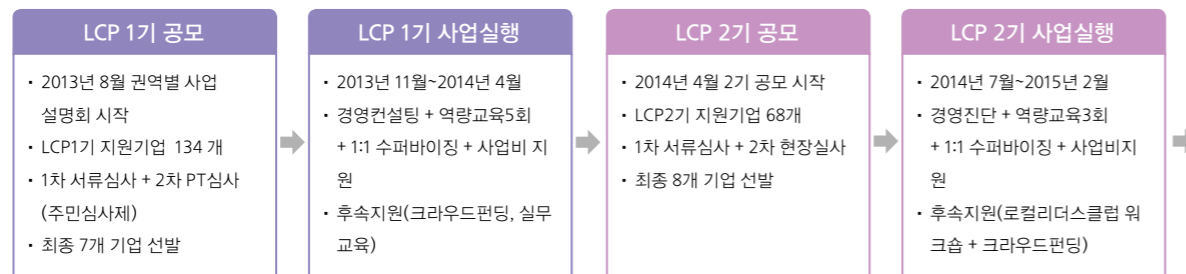 LCP 1기 공모
· 2013년 8월 권역별 사업
설명회 시작
· LCP1기 지원기업 134 개
· 1차 서류심사 + 2차 PT심사
(주민심사제)
· 최종 7개 기업 선발
LCP 1기 사업실행
· 2013년 11월~2014년 4월
· 경영컨설팅 + 역량교육5회
+ 1:1 수퍼바이징 + 사업비 지
원
· 후속지원(크라우드펀딩, 실무
교육)
LCP 2기 공모
· 2014년 4월 2기 공모 시작
· LCP2기 지원기업 68개
· 1차 서류심사 + 2차 현장실사
· 최종 8개 기업 선발
LCP 2기 사업실행
· 2014년 7월~2015년 2월
· 경영진단 + 역량교육3회
+ 1:1 수퍼바이징 + 사업비지
원
· 후속지원(로컬리더스클럽 워
크숍 + 크라우드펀딩)